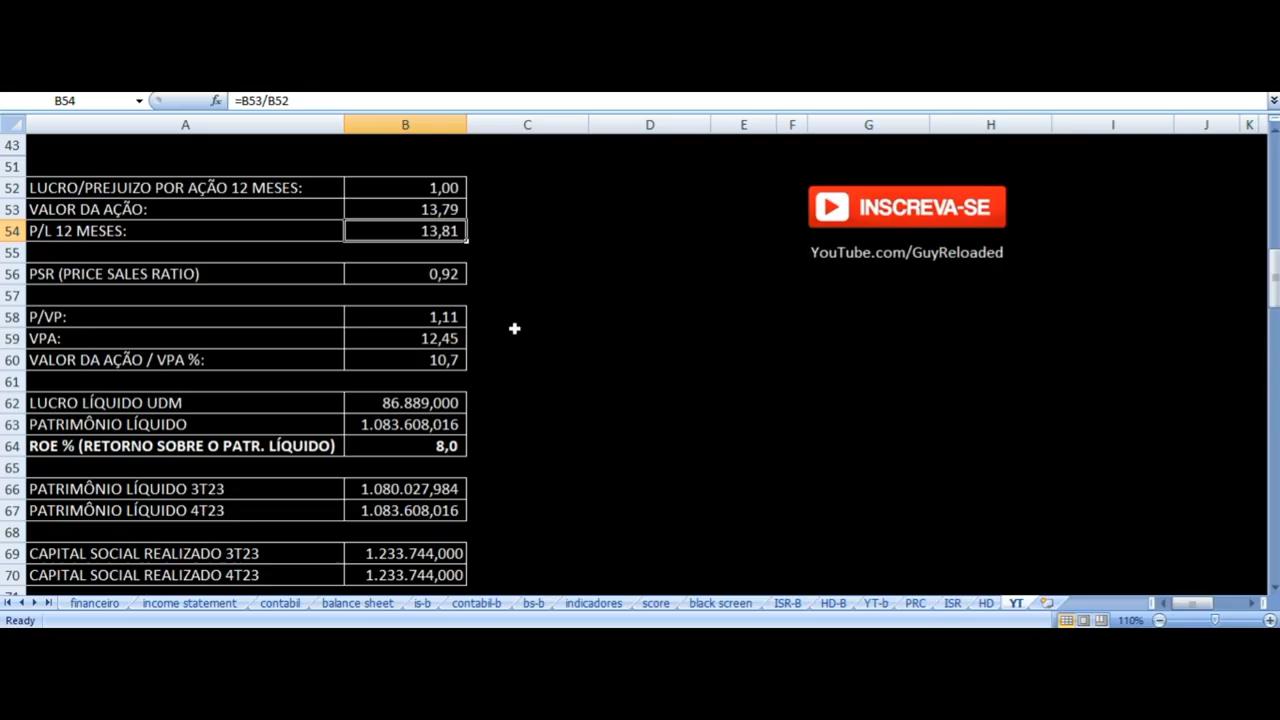 B54 fx =B53/B52
A B C D E F G H I J K
43
51
52 LUCRO/PREJUIZO POR AÇÃO 12 MESES: 1,00
53 VALOR DA AÇÃO: 13,79
INSCREVA-SE
54 P/L 12 MESES: 13,81
YouTube.com/GuyReloaded
55
56 PSR (PRICE SALES RATIO) 0,92
57
58 P/VP: 1,11
59 VPA: 12,45
60 VALOR DA AÇÃO / VPA %: 10,7
61
62 LUCRO LÍQUIDO UDM 86.889,000
63 PATRIMÔNIO LÍQUIDO 1.083.608,016
64 ROE % (RETORNO SOBRE O PATR. LÍQUIDO) 8,0
65
66 PATRIMÔNIO LÍQUIDO 3T23 1.080.027,984
67 PATRIMÔNIO LÍQUIDO 4T23 1.083.608,016
68
69 CAPITAL SOCIAL REALIZADO 3T23 1.233.744,000
70 CAPITAL SOCIAL REALIZADO 4T23 1.233.744,000
financeiro income statement contabil balance sheet is-b contabil-b bs-b indicadores score black screen ISR-B HD-B YT-b PRC ISR HD YT
Ready 110%